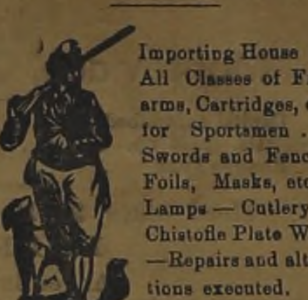 Importing House
All Classes of F
arms, Cartridges,
for Sportsmen .
Swords and Fenc
Foils, Masks, etc
Lamps — Cutlery
Chistofle Plate W
—Repairs and alt
tions executed.